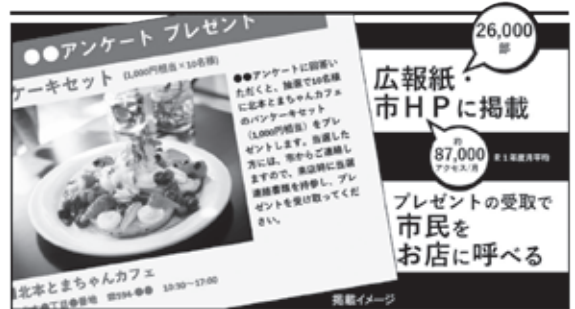 ●●アンケート プレゼント
ケーキセット (1,000円相当×10名様)
●●アンケートに回答い
ただくと、抽選で10名様
に北本とまちゃんカフェ
のパンケーキセット
(1,000円相当)をプレ
ゼントします。当選した
方には、市からご連絡し
ますので、来店時に当選
連絡書類を持参し、プレ
ゼントを受け取ってくだ
さい。
北本とまちゃんカフェ
●丁目●番地 ☎594-●● 10:30~17:00
掲載イメージ
26,000
部
広報紙・
市HPに掲載
約
87,000
アクセス/月
R1年度月平均
プレゼントの受取で
市民を
お店に呼べる